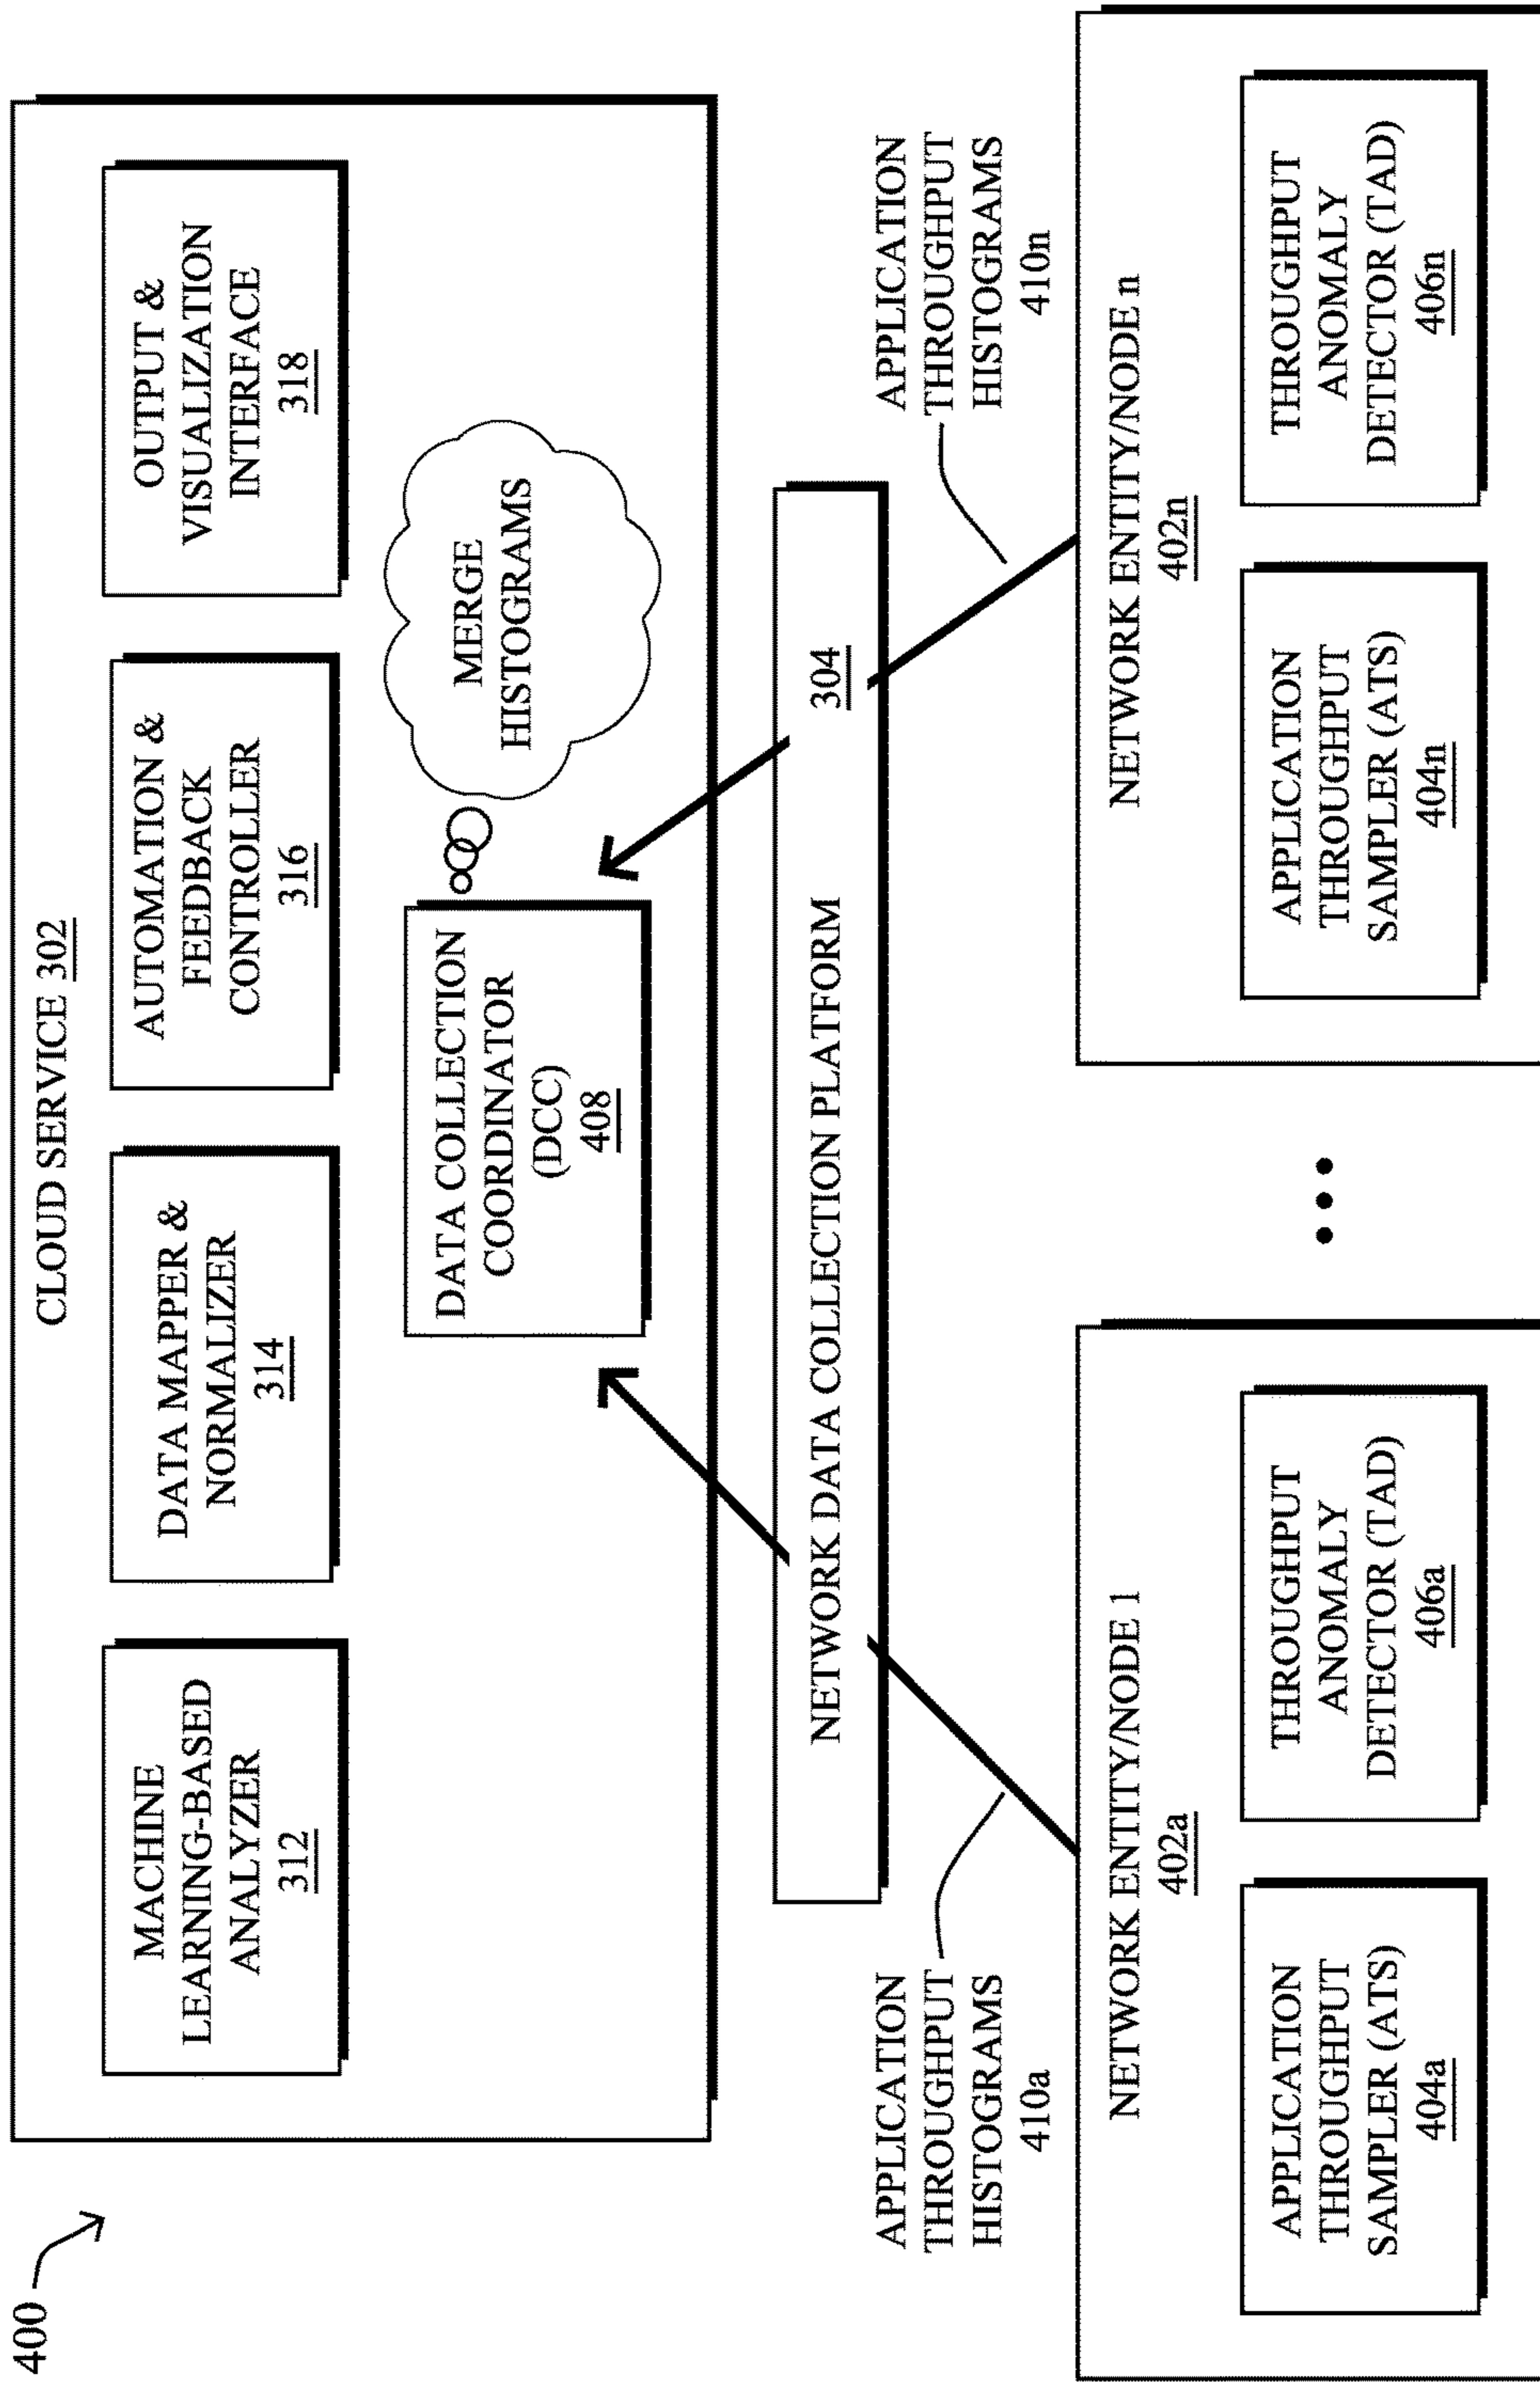 400
CLOUD SERVICE 302
MACHINE
LEARNING-BASED
ANALYZER
312
DATA MAPPER &
NORMALIZER
314
AUTOMATION &
FEEDBACK
CONTROLLER
316
OUTPUT &
VISUALIZATION
INTERFACE
318
DATA COLLECTION
COORDINATOR
(DCC)
408
MERGE
HISTOGRAMS
NETWORK DATA COLLECTION PLATFORM 304
APPLICATION
THROUGHPUT
HISTOGRAMS
410a
APPLICATION
THROUGHPUT
HISTOGRAMS
410n
NETWORK ENTITY/NODE 1
402a
APPLICATION
THROUGHPUT
SAMPLER (ATS)
404a
THROUGHPUT
ANOMALY
DETECTOR (TAD)
406a
NETWORK ENTITY/NODE n
402n
APPLICATION
THROUGHPUT
SAMPLER (ATS)
404n
THROUGHPUT
ANOMALY
DETECTOR (TAD)
406n